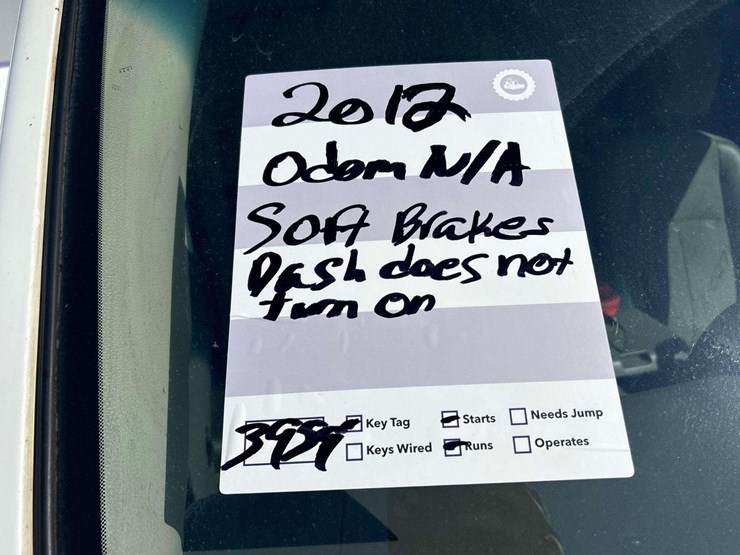 2012
Odom N/A
Soft Brakes
Dash does not
turn on
Key Tag Starts Needs Jump
Keys Wired Runs Operates